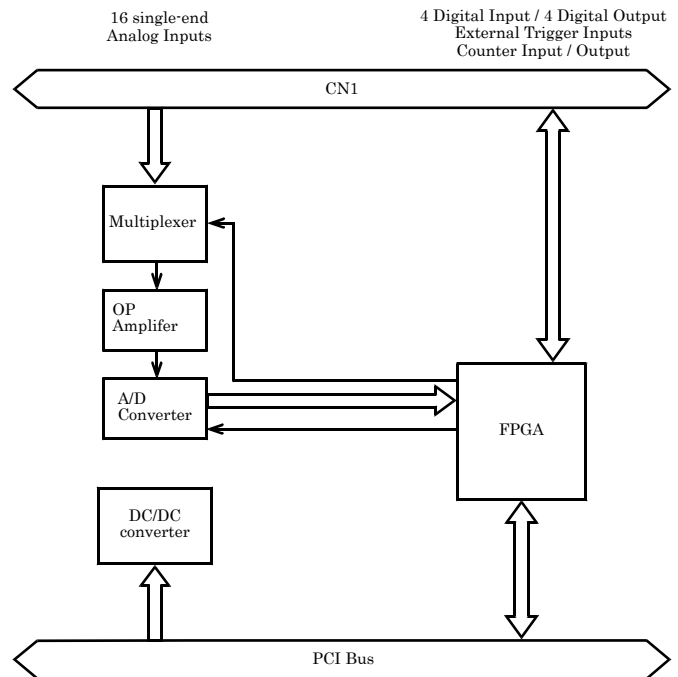 16 single-end
Analog Inputs
4 Digital Input / 4 Digital Output
External Trigger Inputs
Counter Input / Output
CN1
Multiplexer
OP
Amplifer
A/D
Converter
FPGA
DC/DC
converter
PCI Bus